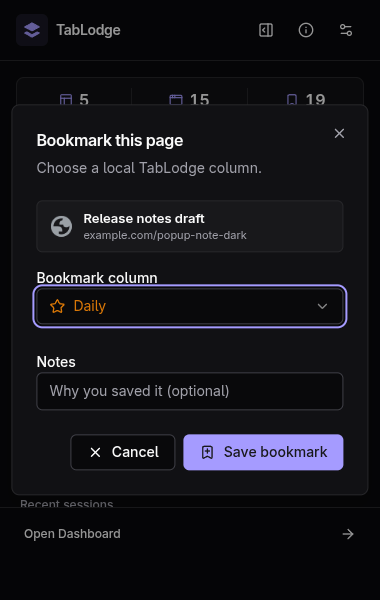 TabLodge
5
15
19
Bookmark this page
Choose a local TabLodge column.
Release notes draft
example.com/popup-note-dark
Bookmark column
Daily
Notes
Why you saved it (optional)
Cancel
Save bookmark
Recent sessions
Open Dashboard